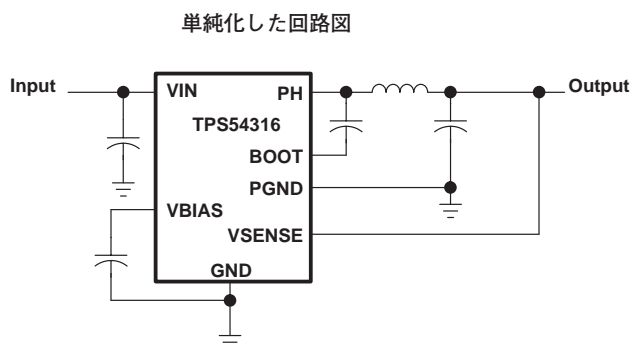 単純化した回路図
Input
VIN
PH
Output
TPS54316
BOOT
PGND
VBIAS
VSENSE
GND